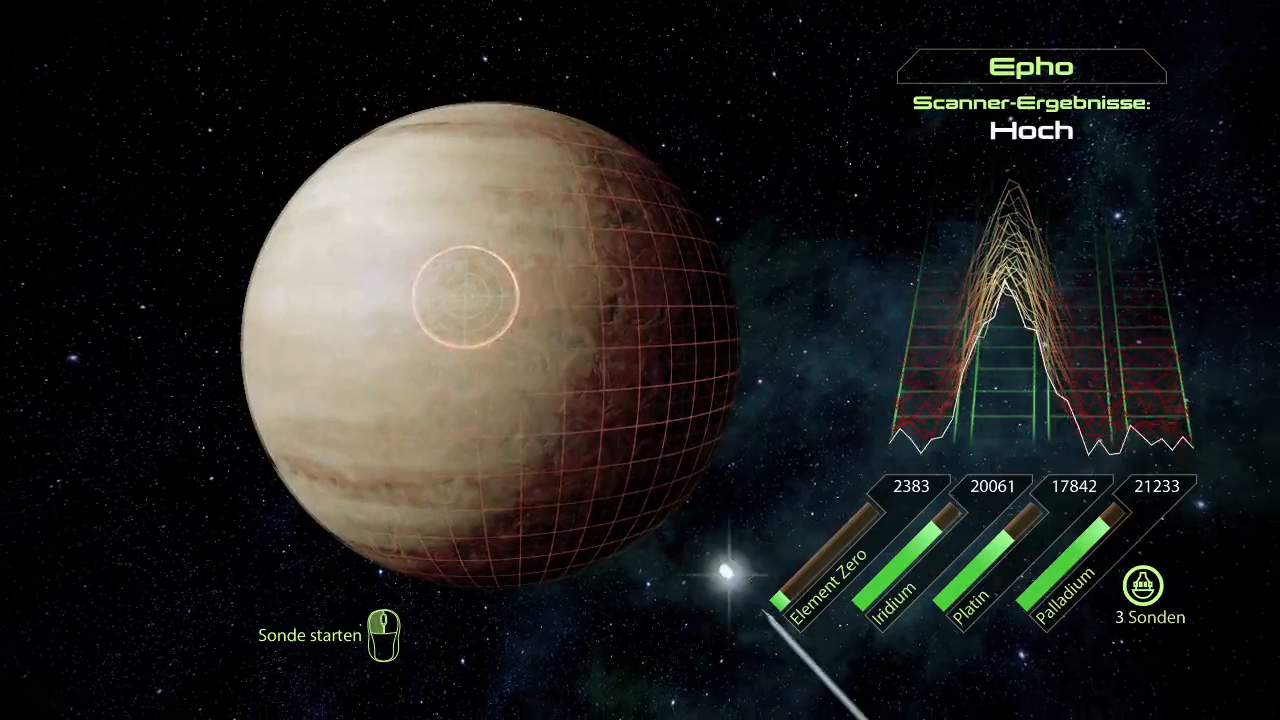 Epho
Scanner-Ergebnisse:
Hoch
2383 20061 17842 21233
Element Zero Iridium Platin Palladium
3 Sonden
Sonde starten